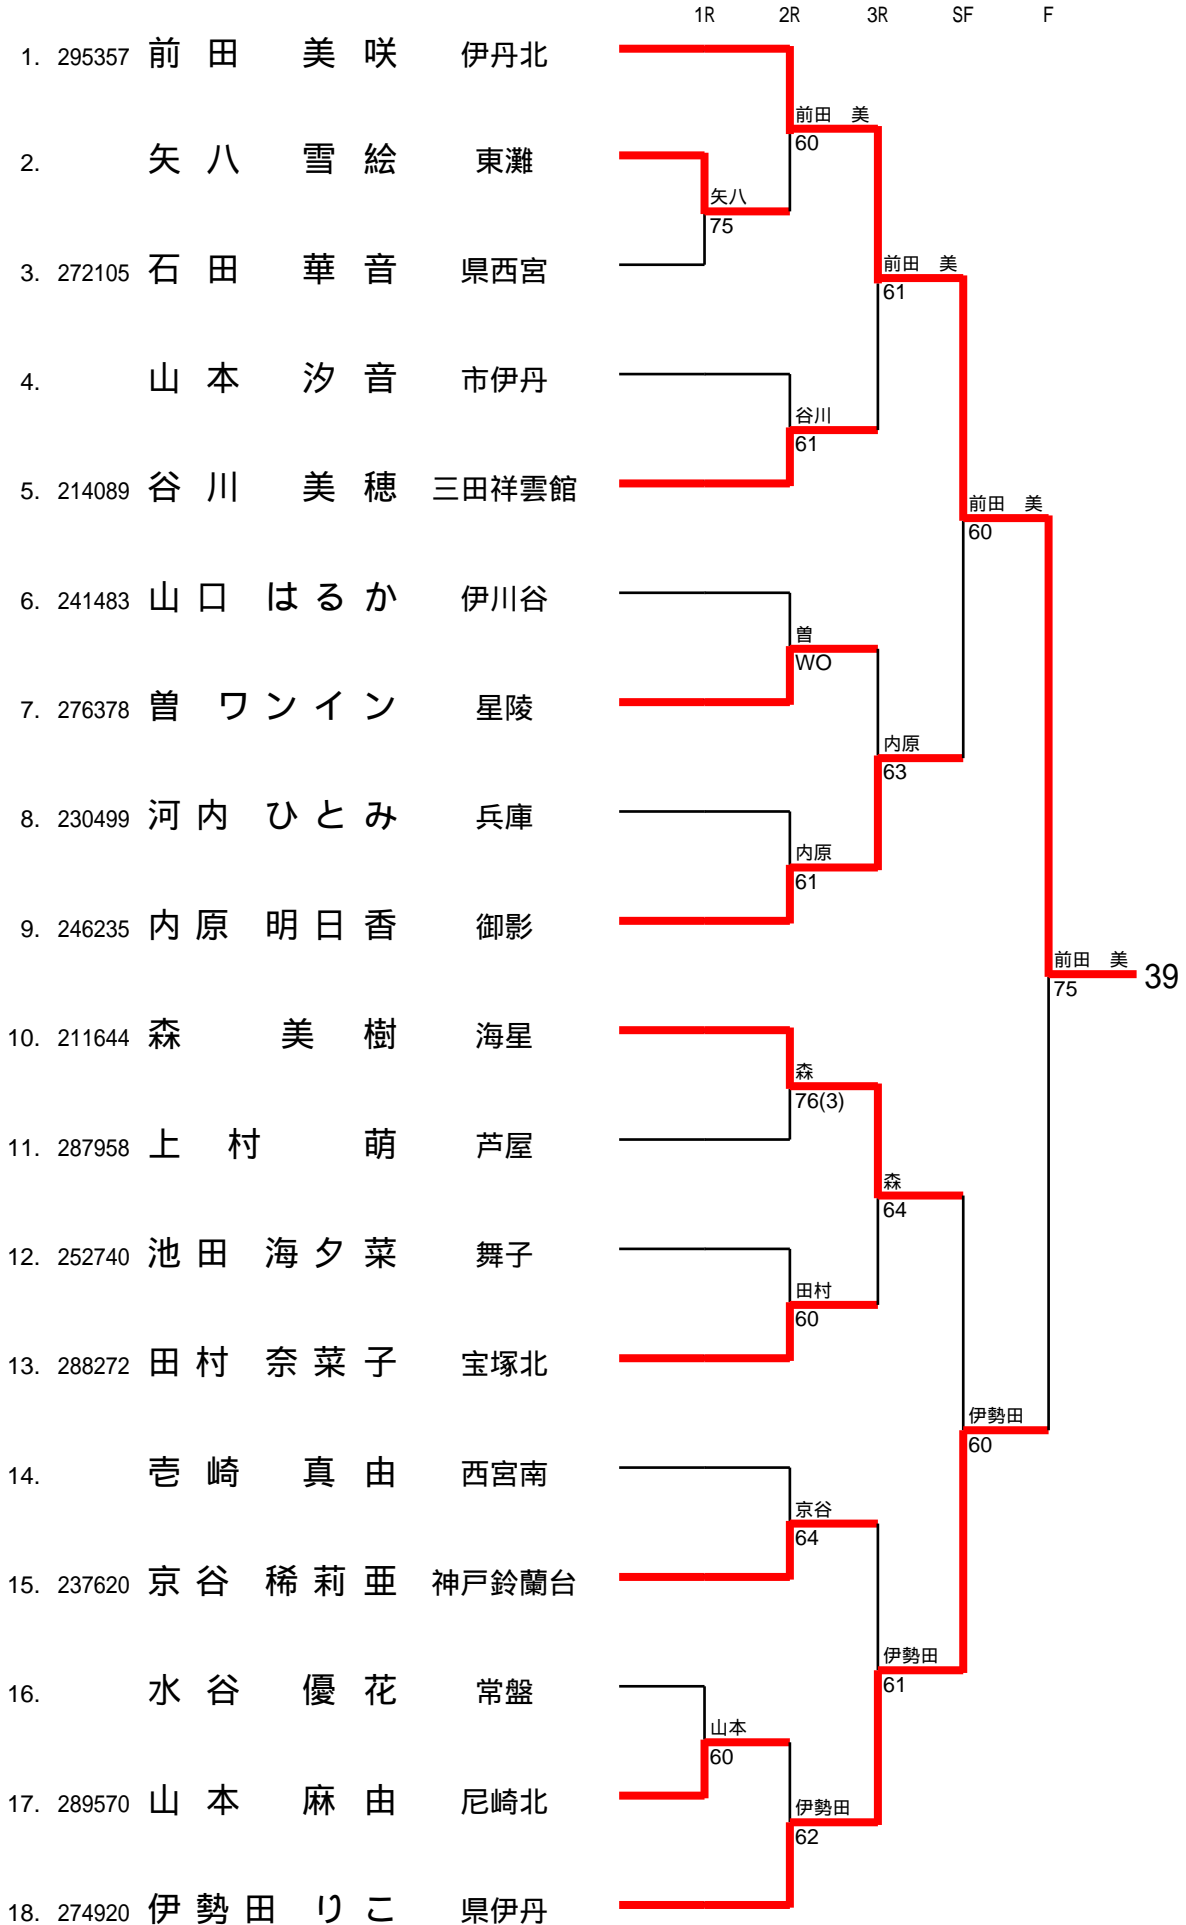 1R 2R 3R SF F
1. 295357 前田 美咲 伊丹北
前田 美
60
2. 矢八 雪絵 東灘
矢八
75
3. 272105 石田 華音 県西宮
前田 美
61
4. 山本 汐音 市伊丹
谷川
61
5. 214089 谷川 美穂 三田祥雲館
前田 美
60
6. 241483 山口 はるか 伊川谷
曽
WO
7. 276378 曽 ワンイン 星陵
内原
63
8. 230499 河内 ひとみ 兵庫
内原
61
9. 246235 内原 明日香 御影
前田 美
75
39
10. 211644 森 美樹 海星
森
76(3)
11. 287958 上村 萌 芦屋
森
64
12. 252740 池田 海夕菜 舞子
田村
60
13. 288272 田村 奈菜子 宝塚北
伊勢田
60
14. 壱崎 真由 西宮南
京谷
64
15. 237620 京谷 稀莉亜 神戸鈴蘭台
伊勢田
61
16. 水谷 優花 常盤
山本
60
17. 289570 山本 麻由 尼崎北
伊勢田
62
18. 274920 伊勢田 りこ 県伊丹